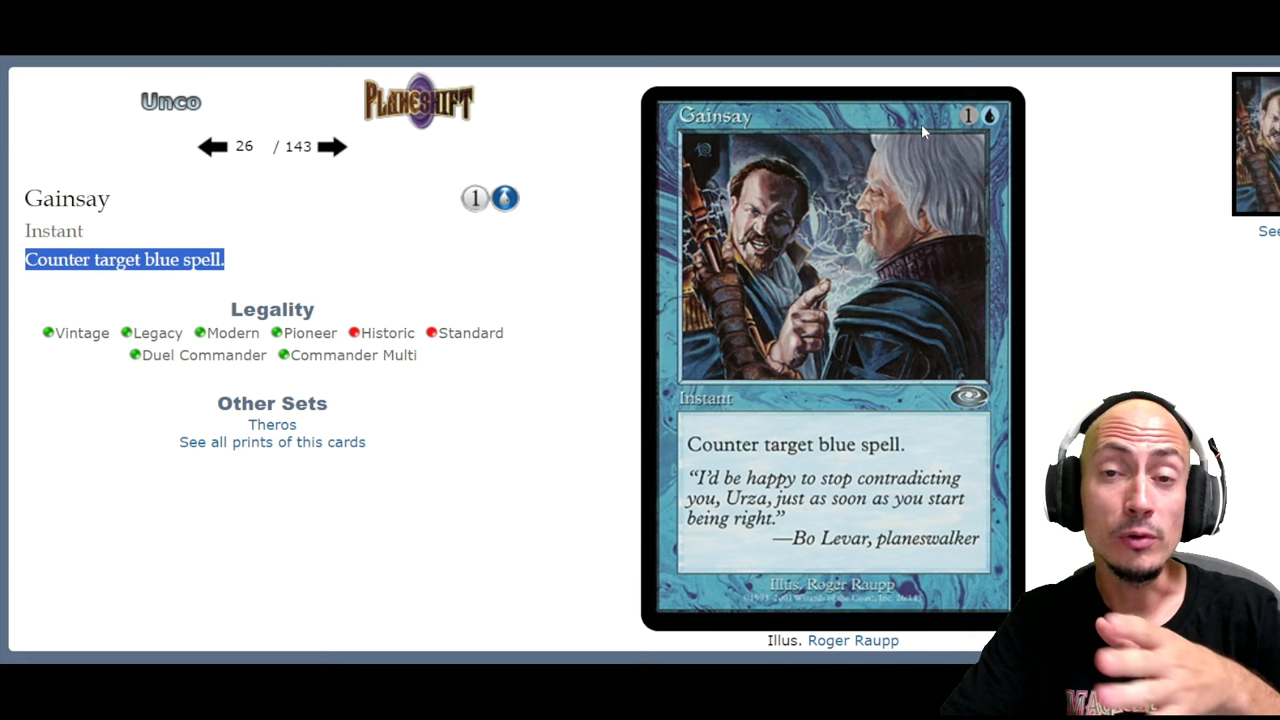 Unco
PLANESHIFT
26 / 143
Gainsay
1
Instant
Counter target blue spell.
Legality
Vintage Legacy Modern Pioneer Historic Standard
Duel Commander Commander Multi
Other Sets
Theros
See all prints of this cards
Gainsay 1
Instant
Counter target blue spell.
“I’d be happy to stop contradicting
you, Urza, just as soon as you start
being right.”
—Bo Levar, planeswalker
Illus. Roger Raupp
Illus. Roger Raupp
See